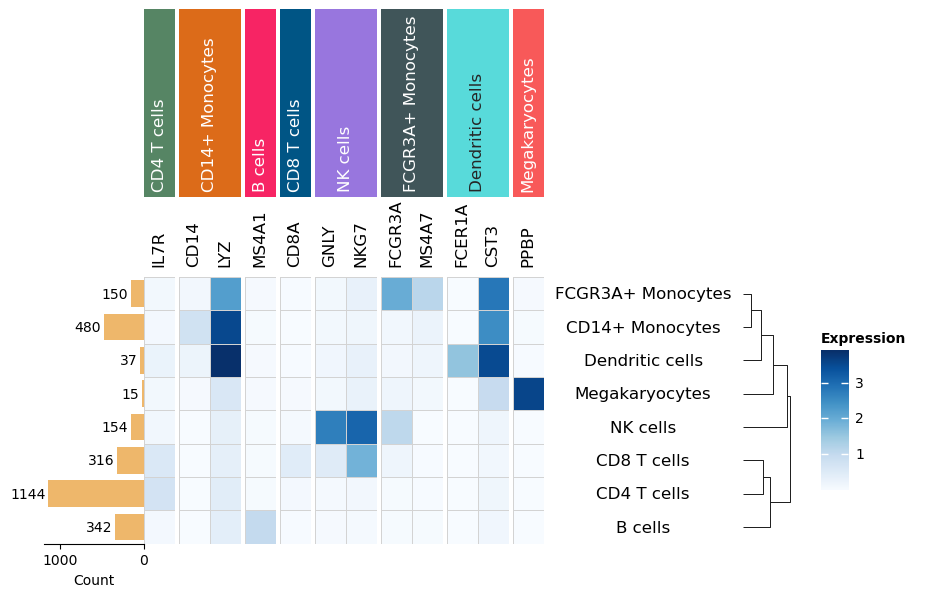 CD4 T cells
CD14+ Monocytes
B cells
CD8 T cells
NK cells
FCGR3A+ Monocytes
Dendritic cells
Megakaryocytes
IL7R
CD14
LYZ
MS4A1
CD8A
GNLY
NKG7
FCGR3A
MS4A7
FCER1A
CST3
PPBP
150
FCGR3A+ Monocytes
480
CD14+ Monocytes
37
Dendritic cells
15
Megakaryocytes
154
NK cells
316
CD8 T cells
1144
CD4 T cells
342
B cells
1000
0
Count
Expression
3
2
1